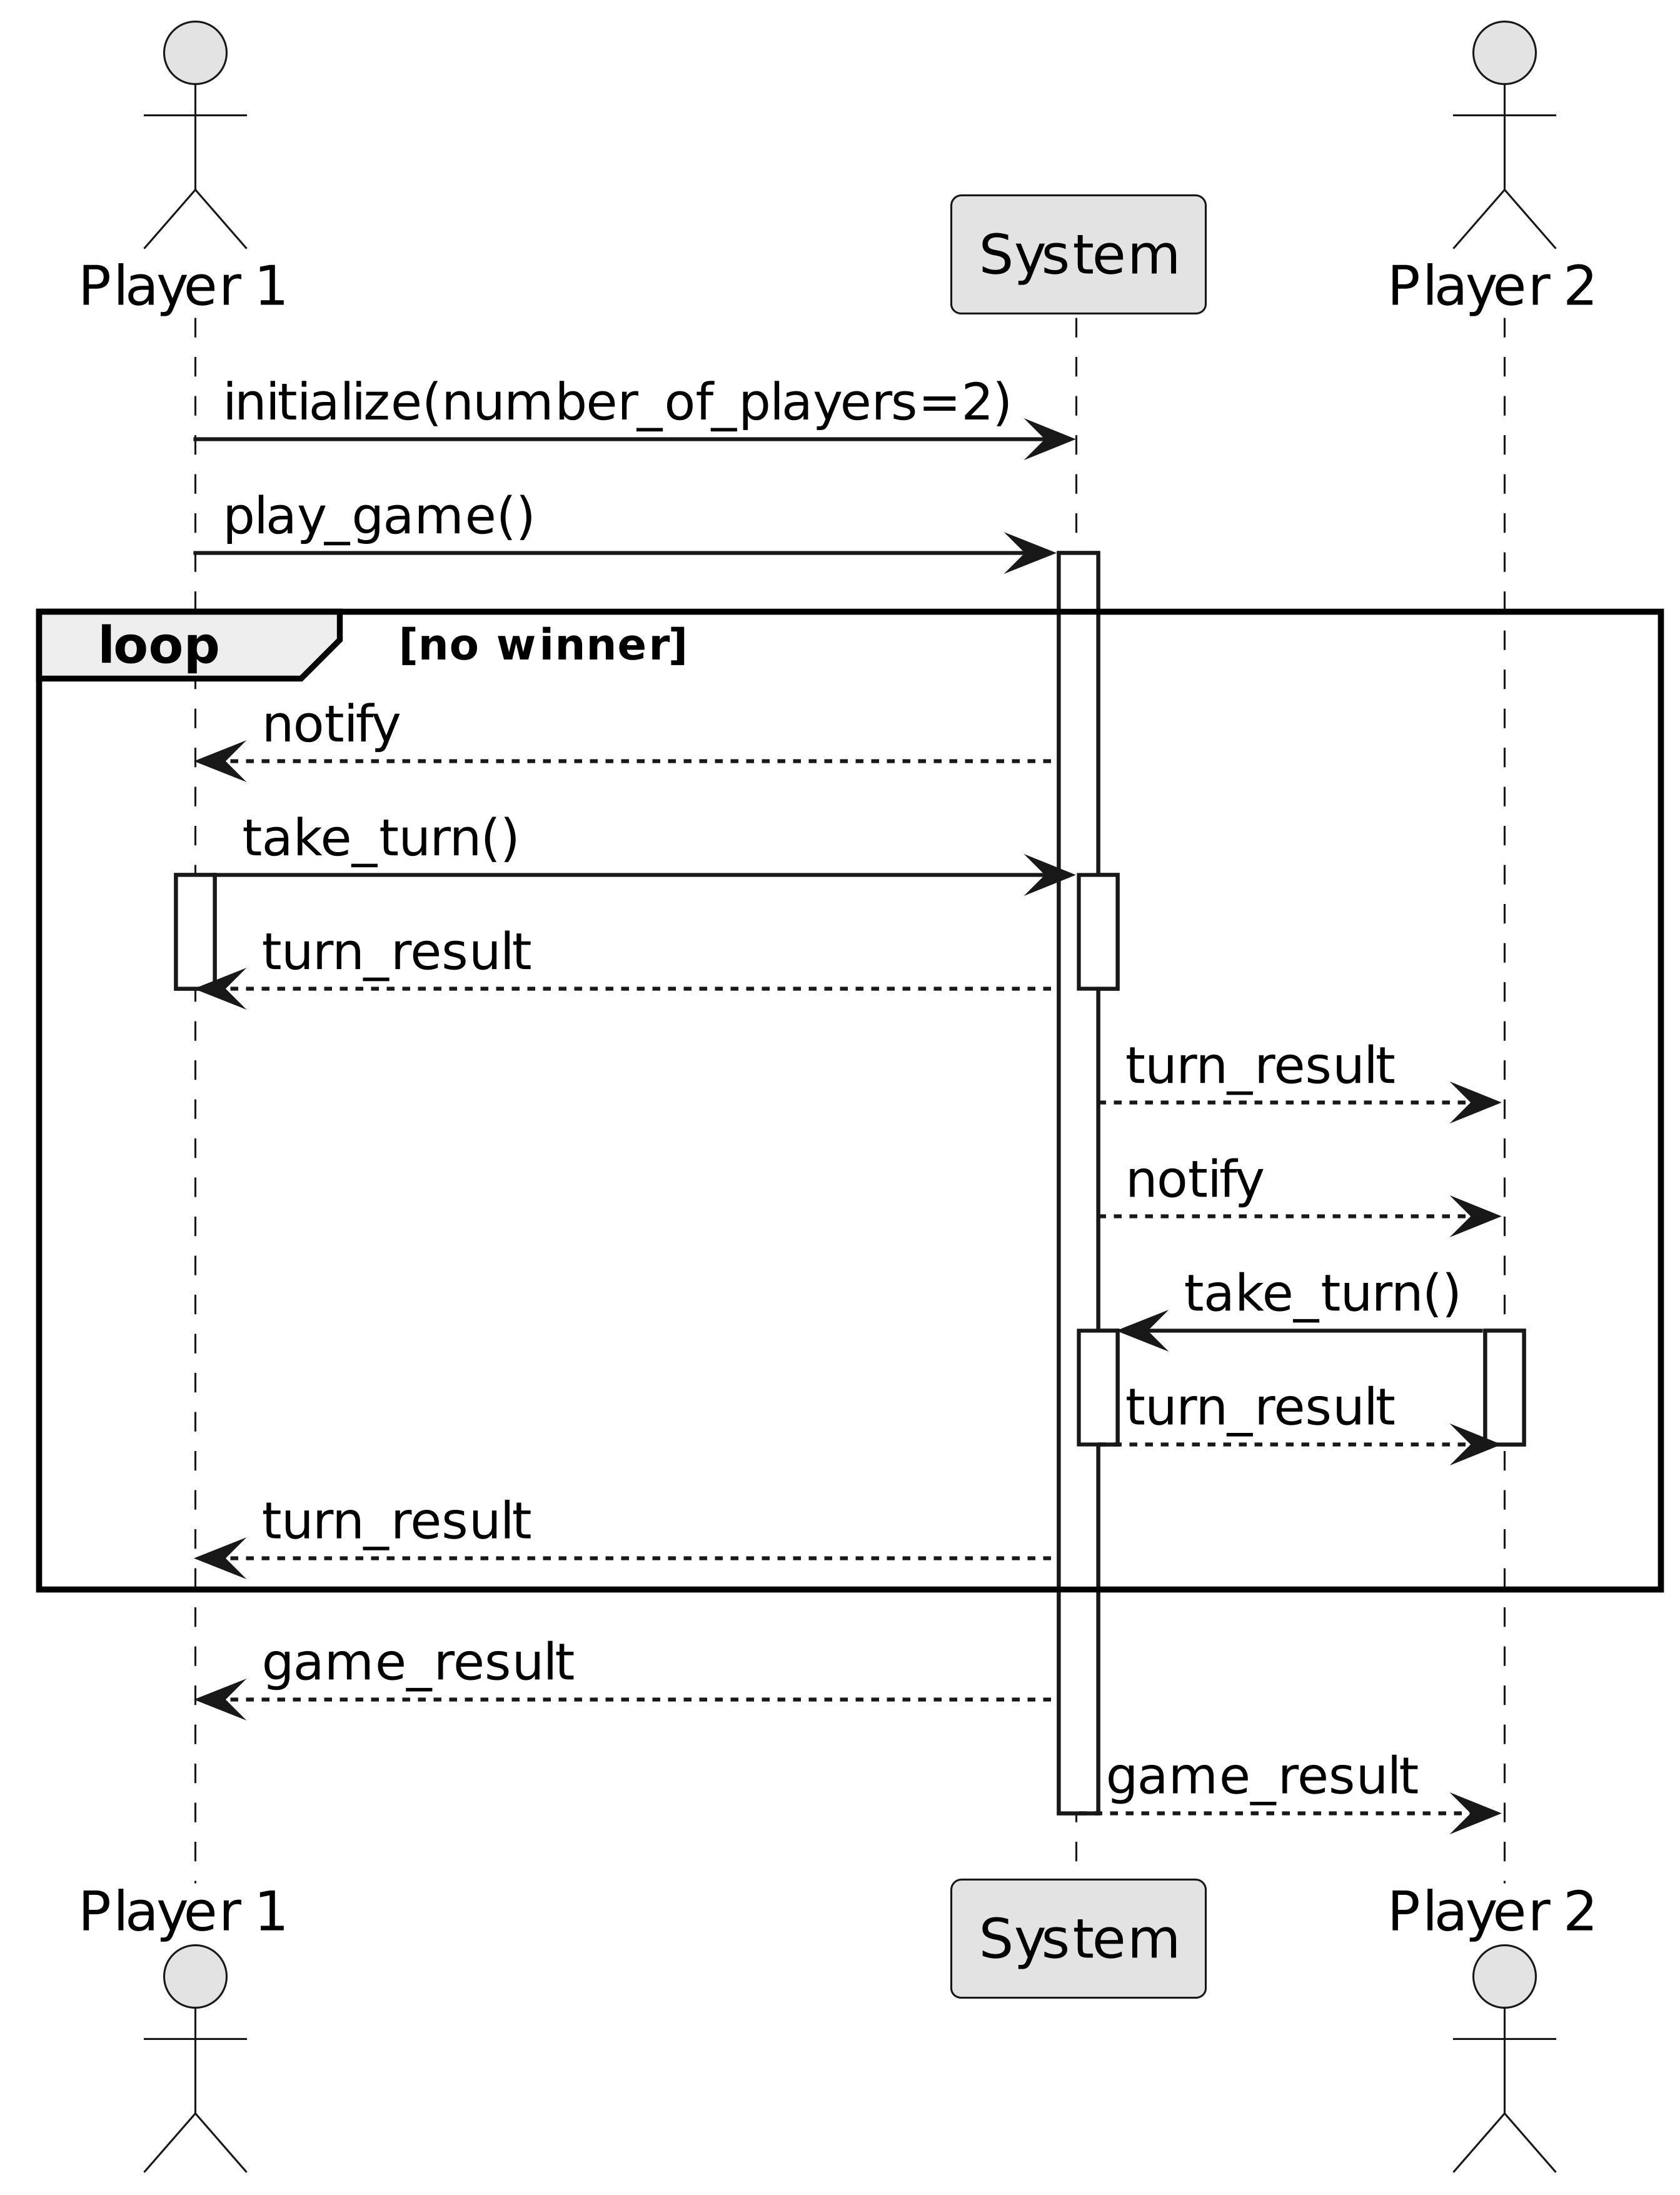 Player 1
System
Player 2
initialize(number_of_players=2)
play_game()
loop
[no winner]
notify
take_turn()
turn_result
turn_result
notify
take_turn()
turn_result
turn_result
game_result
game_result
Player 1
System
Player 2